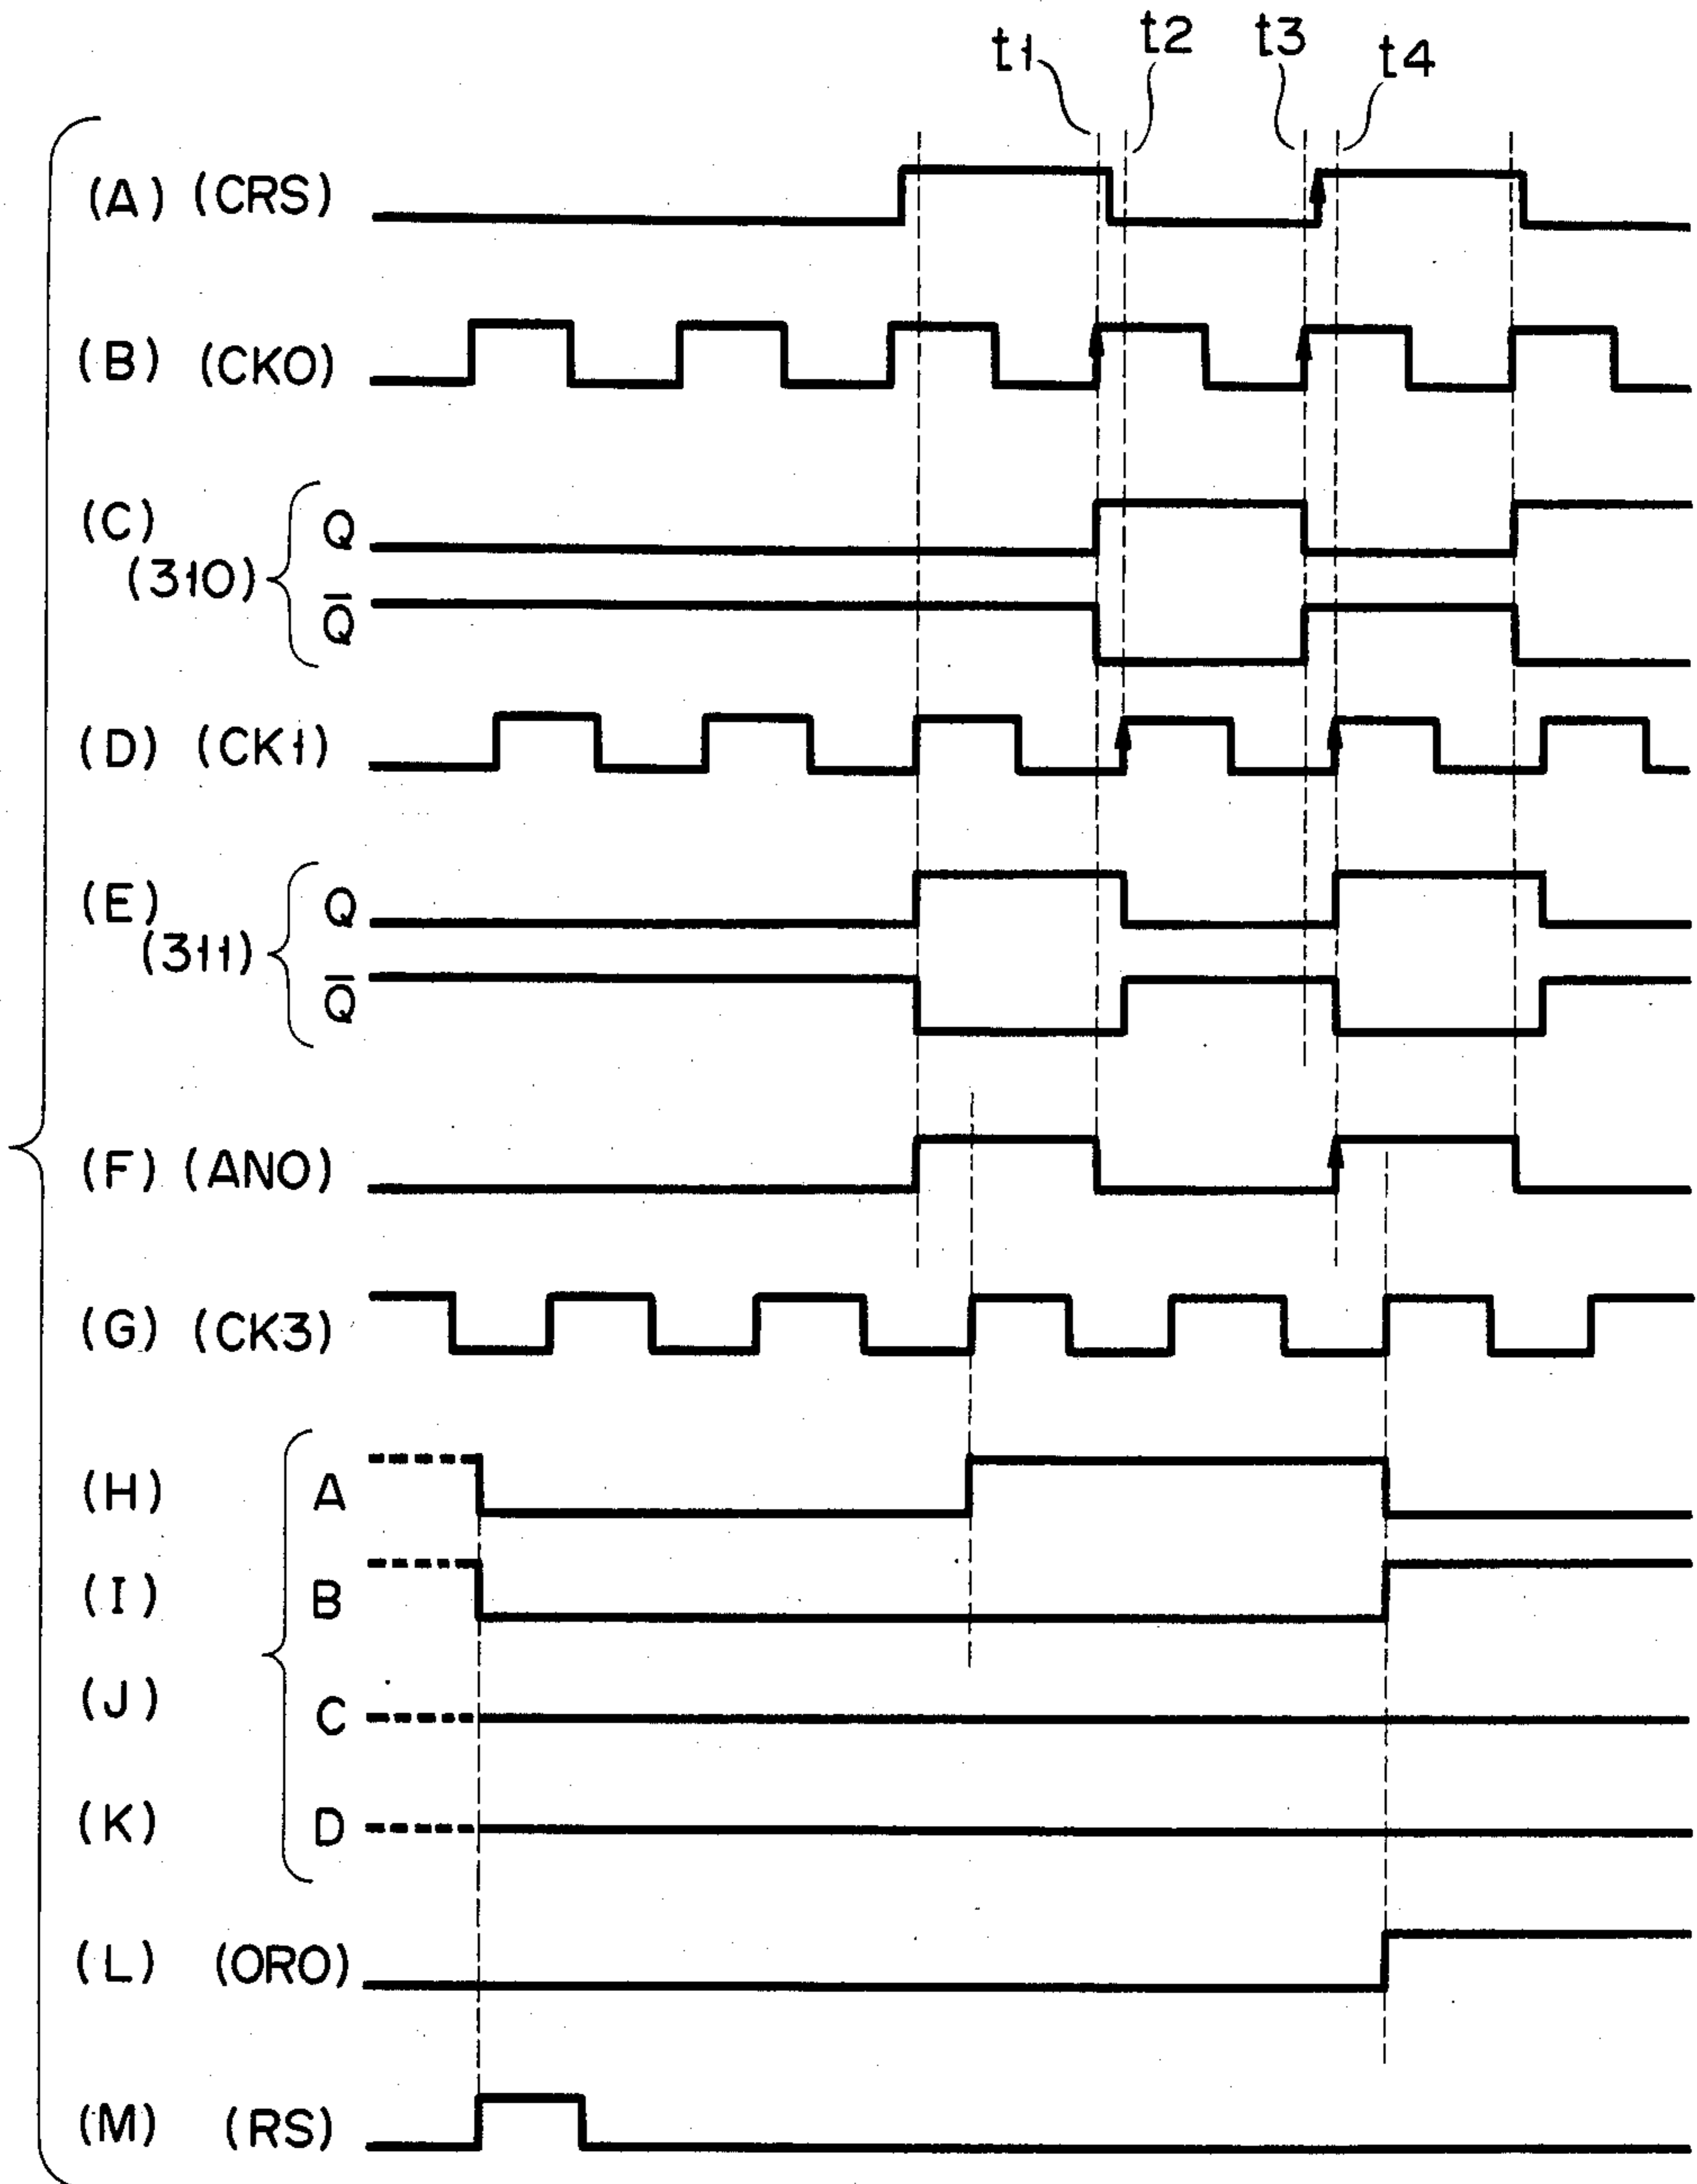 t1 t2 t3 t4
(A) (CRS)
(B) (CK0)
(C) (310) Q
Q̅
(D) (CK1)
(E) (311) Q
Q̅
(F) (AN0)
(G) (CK3)
(H) A
(I) B
(J) C
(K) D
(L) (OR0)
(M) (RS)